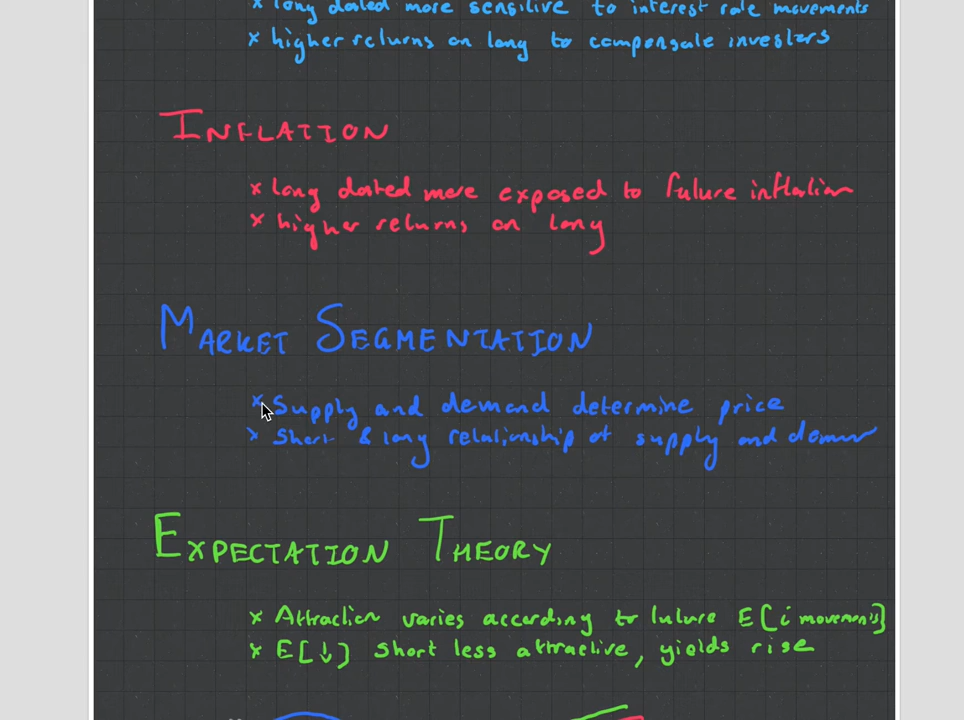 × long dated more sensitive to interest rate movements
× higher returns on long to compensate investors
INFLATION
× long dated more exposed to future inflation
× higher returns on long
MARKET SEGMENTATION
× Supply and demand determine price
× Short & long relationship of supply and deman
EXPECTATION THEORY
× Attraction varies according to future E[i movements]
× E[↓] short less attractive, yields rise